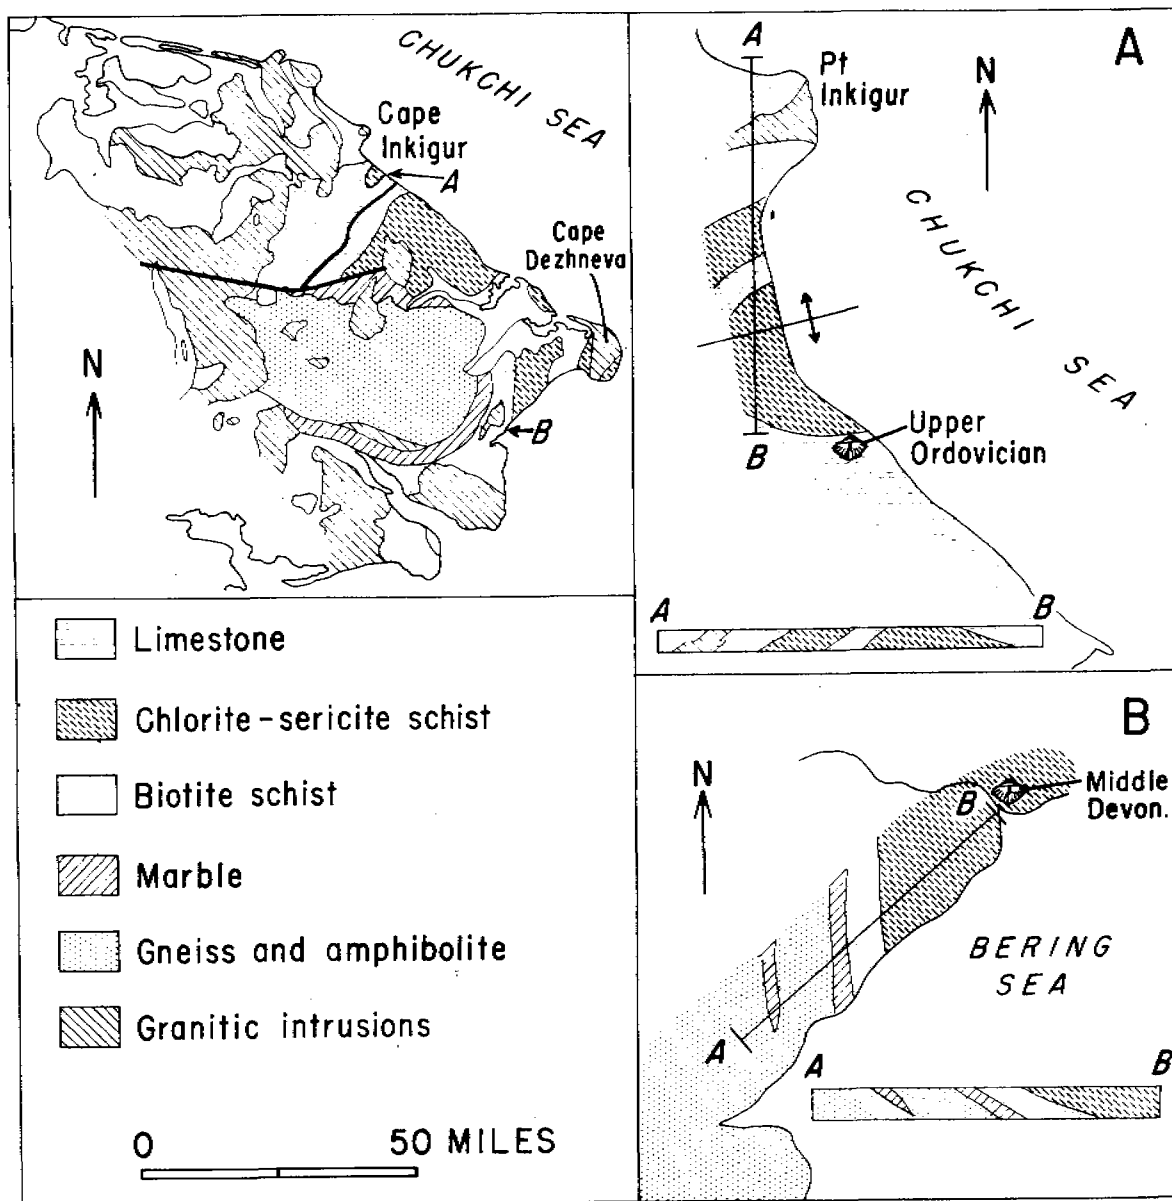 CHUKCHI SEA
Cape
Inkigur
A
Cape
Dezhneva
N
B
Limestone
Chlorite-sericite schist
Biotite schist
Marble
Gneiss and amphibolite
Granitic intrusions
0 50 MILES
A
A
Pt
Inkigur
N
CHUKCHI SEA
B
Upper
Ordovician
A B
B
N
B
Middle
Devon.
BERING
SEA
A
A B